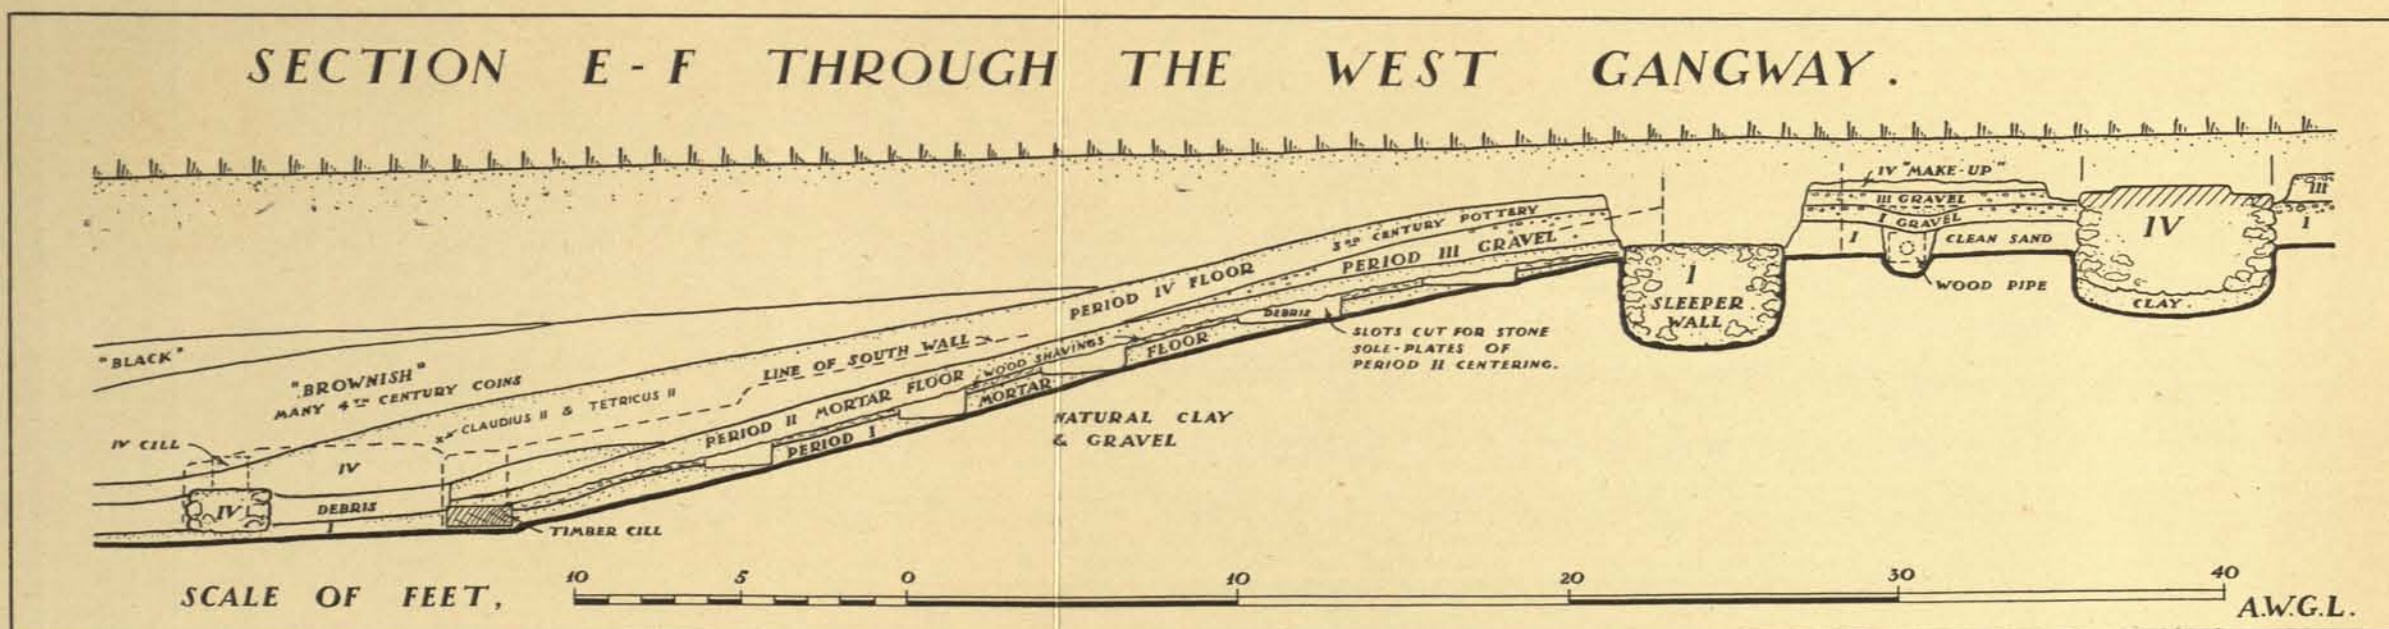 SECTION E-F THROUGH THE WEST GANGWAY.
IV "MAKE-UP"
III GRAVEL
I GRAVEL
I
CLEAN SAND
WOOD PIPE
IV
CLAY.
III
I
3RD CENTURY POTTERY
PERIOD III GRAVEL
PERIOD IV FLOOR
I
SLEEPER
WALL
"BLACK"
"BROWNISH"
MANY 4TH CENTURY COINS
LINE OF SOUTH WALL
WOOD SHAVINGS
DEBRIS
SLOTS CUT FOR STONE
SOLE-PLATES OF
PERIOD II CENTERING.
CLAUDIUS II & TETRICUS II
PERIOD II MORTAR FLOOR
PERIOD I MORTAR FLOOR
NATURAL CLAY
& GRAVEL
IV CILL
IV
IV
DEBRIS
I
TIMBER CILL
SCALE OF FEET,
10 5 0 10 20 30 40
A.W.G.L.